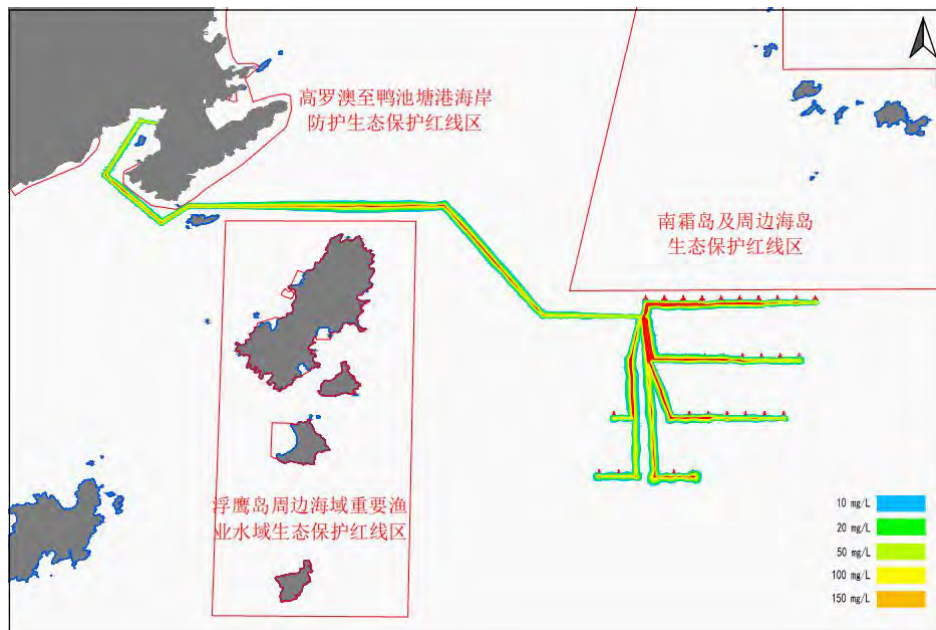 高罗澳至鸭池塘港海岸
防护生态保护红线区
南霜岛及周边海岛
生态保护红线区
浮鹰岛周边海域重要渔
业水域生态保护红线区
10 mg/L
20 mg/L
50 mg/L
100 mg/L
150 mg/L